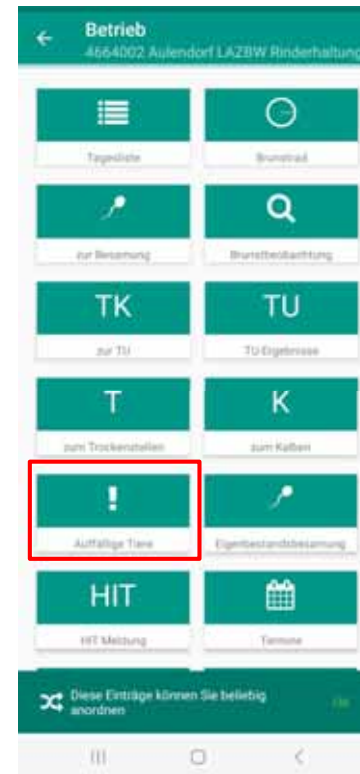 Betrieb
4664002 Aulendorf LAZBW Rinderhaltung
Tagesliste
Brunstrad
zur Besamung
Brunstbeobachtung
TK
TU
zur TU
TU-Ergebnisse
T
K
zum Trockenstellen
zum Kalben
!
Auffällige Tiere
Eigenbestandsbesamung
HIT
HIT Meldung
Termine
Diese Einträge können Sie beliebig
anordnen